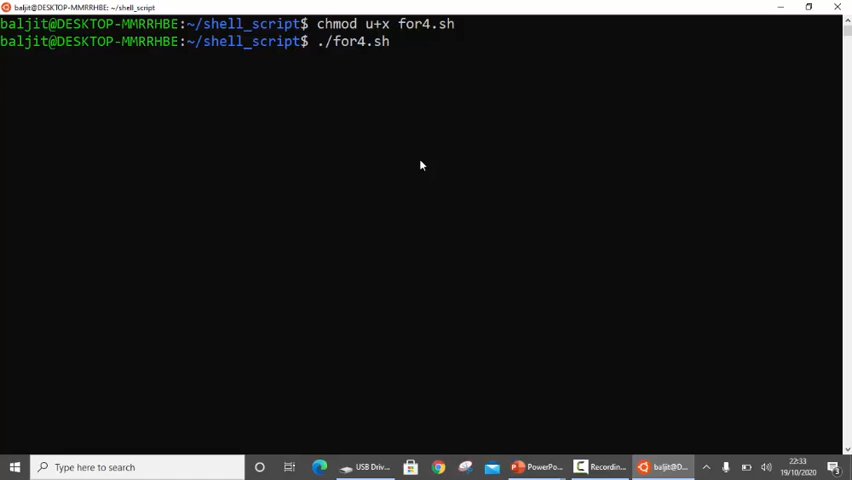 baljit@DESKTOP-MMRRHBE: ~/shell_script
baljit@DESKTOP-MMRRHBE:~/shell_script$ chmod u+x for4.sh
baljit@DESKTOP-MMRRHBE:~/shell_script$ ./for4.sh
Type here to search
USB Driv...
PowerPo...
Recordin...
baljit@D...
22:33
19/10/2020
3